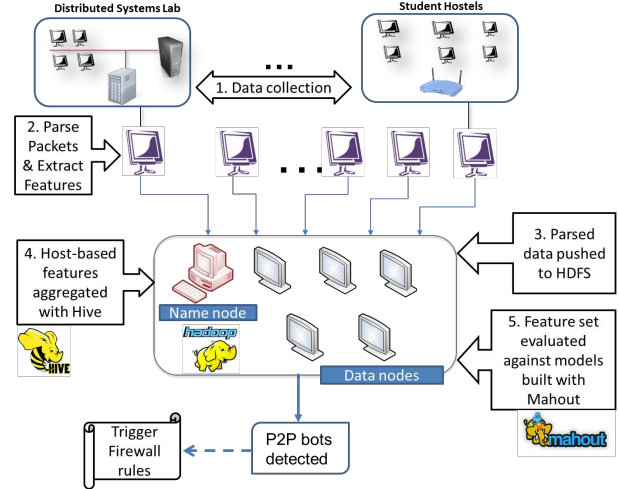 Distributed Systems Lab
Student Hostels
1. Data collection
2. Parse
Packets
& Extract
Features
3. Parsed
data pushed
to HDFS
4. Host-based
features
aggregated
with Hive
HIVE
Name node
hadoop
Data nodes
5. Feature set
evaluated
against models
built with
Mahout
mahout
P2P bots
detected
Trigger
Firewall
rules